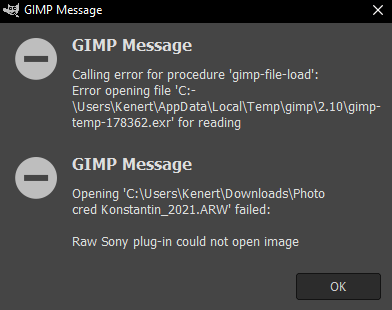 GIMP Message
GIMP Message
Calling error for procedure 'gimp-file-load':
Error opening file 'C:-
\Users\Kenert\AppData\Local\Temp\gimp\2.10\gimp-
temp-178362.exr' for reading
GIMP Message
Opening 'C:\Users\Kenert\Downloads\Photo
cred Konstantin_2021.ARW' failed:
Raw Sony plug-in could not open image
OK